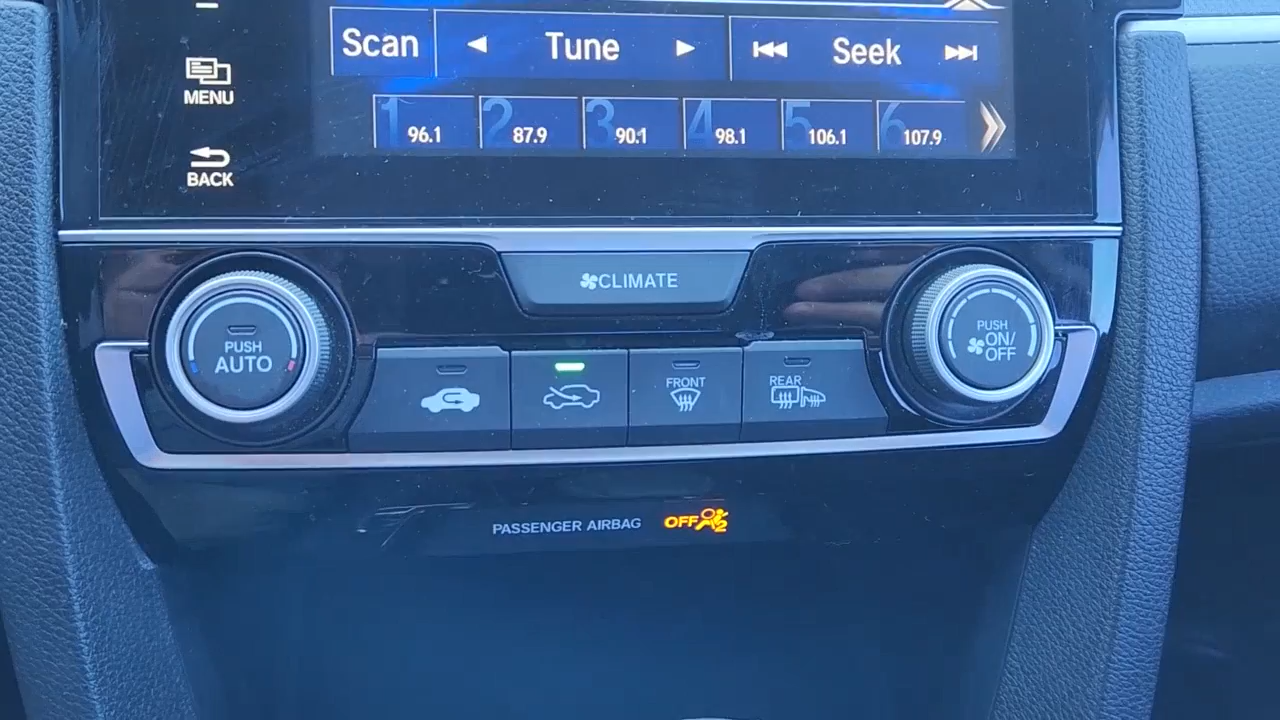 Scan Tune Seek
MENU
1 96.1 2 87.9 3 90.1 4 98.1 5 106.1 6 107.9
BACK
CLIMATE
PUSH
AUTO
FRONT
REAR
PUSH
ON/
OFF
PASSENGER AIRBAG OFF 2